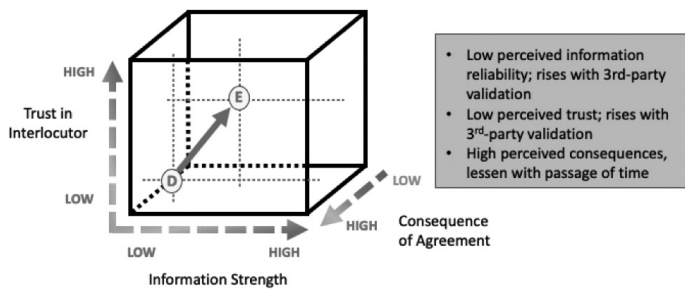 HIGH
Trust in
Interlocutor
LOW
E
D
LOW
HIGH
Information Strength
LOW
HIGH
Consequence
of Agreement
• Low perceived information
reliability; rises with 3rd-party
validation
• Low perceived trust; rises with
3rd-party validation
• High perceived consequences,
lessen with passage of time